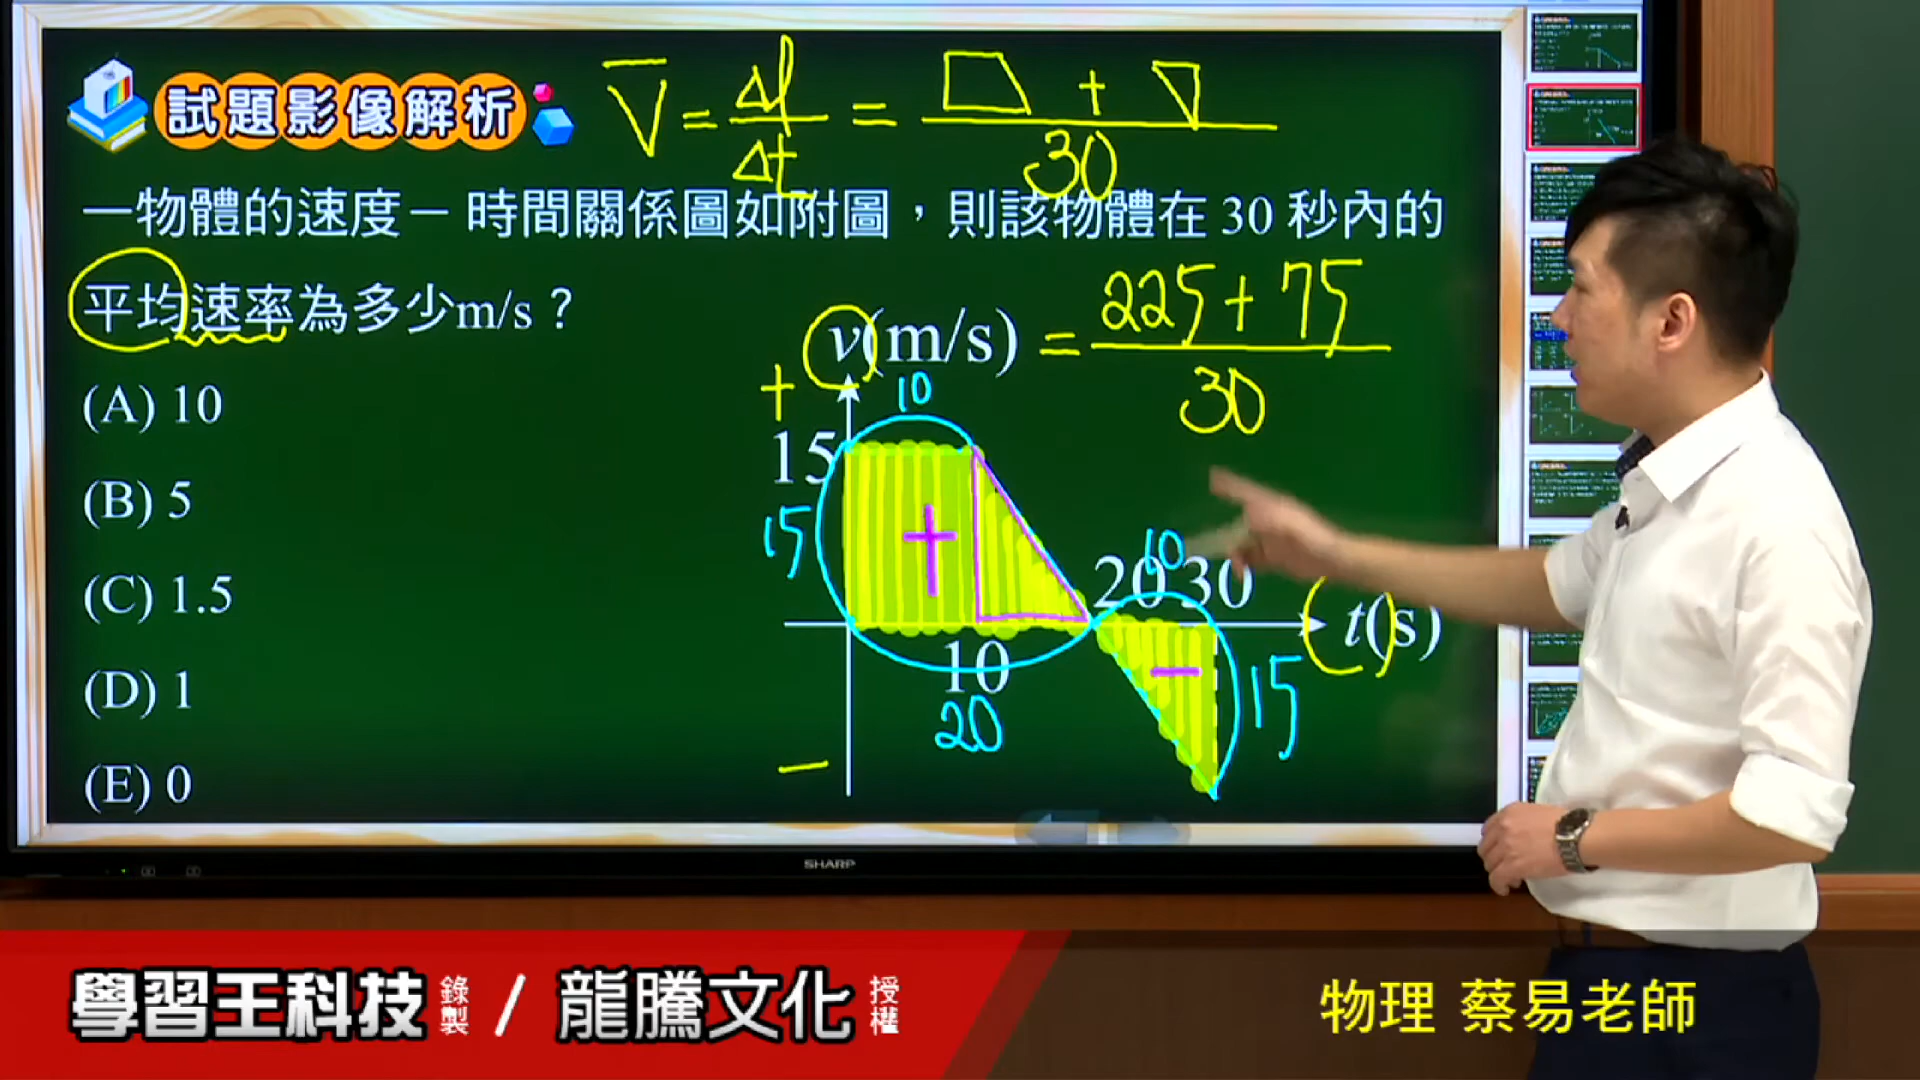 試題影像解析
V = Δl/Δt = + / 30
一物體的速度－時間關係圖如附圖，則該物體在 30 秒內的
平均速率為多少m/s？
= 225+75 / 30
(A) 10
(B) 5
(C) 1.5
(D) 1
(E) 0
v(m/s)
+
10
15
15
+
10
20 30
t(s)
10
20
－
15
－
SHARP
學習王科技 錄製 / 龍騰文化 授權
物理 蔡易老師